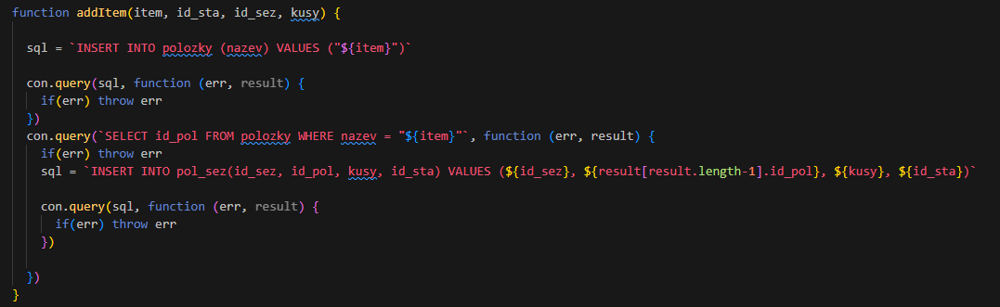 function addItem(item, id_sta, id_sez, kusy) {
sql = `INSERT INTO polozky (nazev) VALUES ("${item}")`
con.query(sql, function (err, result) {
if(err) throw err
})
con.query(`SELECT id_pol FROM polozky WHERE nazev = "${item}"`, function (err, result) {
if(err) throw err
sql = `INSERT INTO pol_sez(id_sez, id_pol, kusy, id_sta) VALUES (${id_sez}, ${result[result.length-1].id_pol}, ${kusy}, ${id_sta})`
con.query(sql, function (err, result) {
if(err) throw err
})
})
}